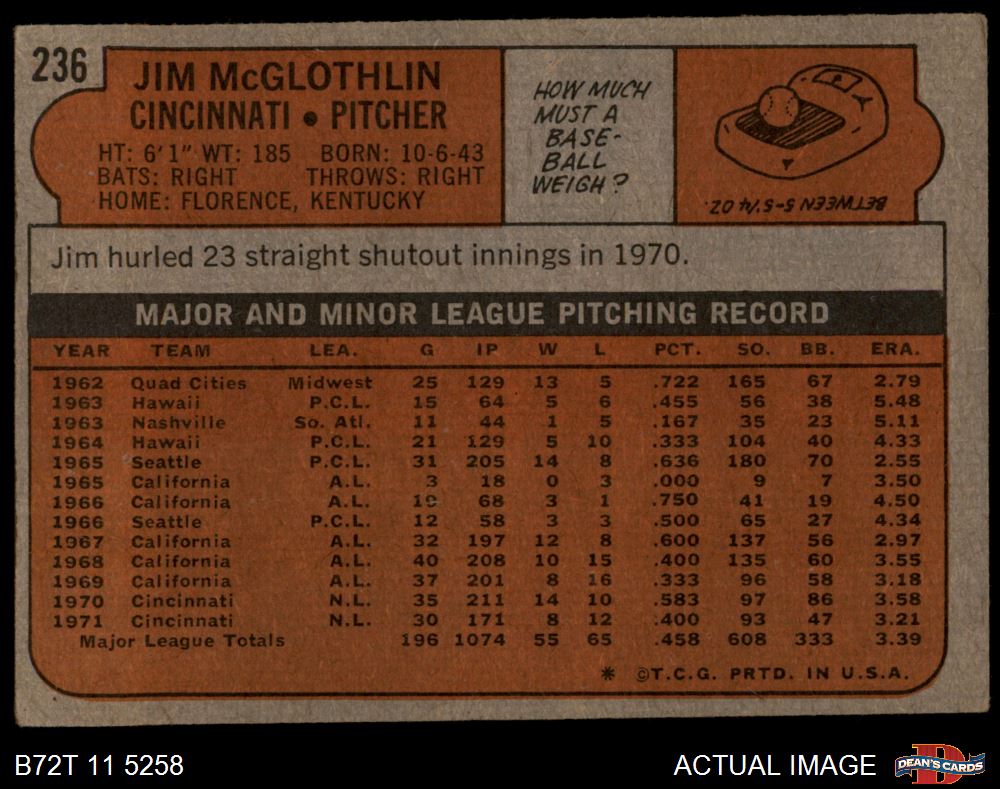 236
JIM McGLOTHLIN
CINCINNATI • PITCHER
HT: 6'1" WT: 185 BORN: 10-6-43
BATS: RIGHT THROWS: RIGHT
HOME: FLORENCE, KENTUCKY
HOW MUCH
MUST A
BASE-
BALL
WEIGH?
BETWEEN 5-5¼ OZ.
Jim hurled 23 straight shutout innings in 1970.
MAJOR AND MINOR LEAGUE PITCHING RECORD
YEAR TEAM LEA. G IP W L PCT. SO. BB. ERA.
1962 Quad Cities Midwest 25 129 13 5 .722 165 67 2.79
1963 Hawaii P.C.L. 15 64 5 6 .455 56 38 5.48
1963 Nashville So. Atl. 11 44 1 5 .167 35 23 5.11
1964 Hawaii P.C.L. 21 129 5 10 .333 104 40 4.33
1965 Seattle P.C.L. 31 205 14 8 .636 180 70 2.55
1965 California A.L. 3 18 0 3 .000 9 7 3.50
1966 California A.L. 19 68 3 1 .750 41 19 4.50
1966 Seattle P.C.L. 12 58 3 3 .500 65 27 4.34
1967 California A.L. 32 197 12 8 .600 137 56 2.97
1968 California A.L. 40 208 10 15 .400 135 60 3.55
1969 California A.L. 37 201 8 16 .333 96 58 3.18
1970 Cincinnati N.L. 35 211 14 10 .583 97 86 3.58
1971 Cincinnati N.L. 30 171 8 12 .400 93 47 3.21
Major League Totals 196 1074 55 65 .458 608 333 3.39
* ©T.C.G. PRTD. IN U.S.A.
B72T 11 5258
ACTUAL IMAGE
D
DEAN'S CARDS